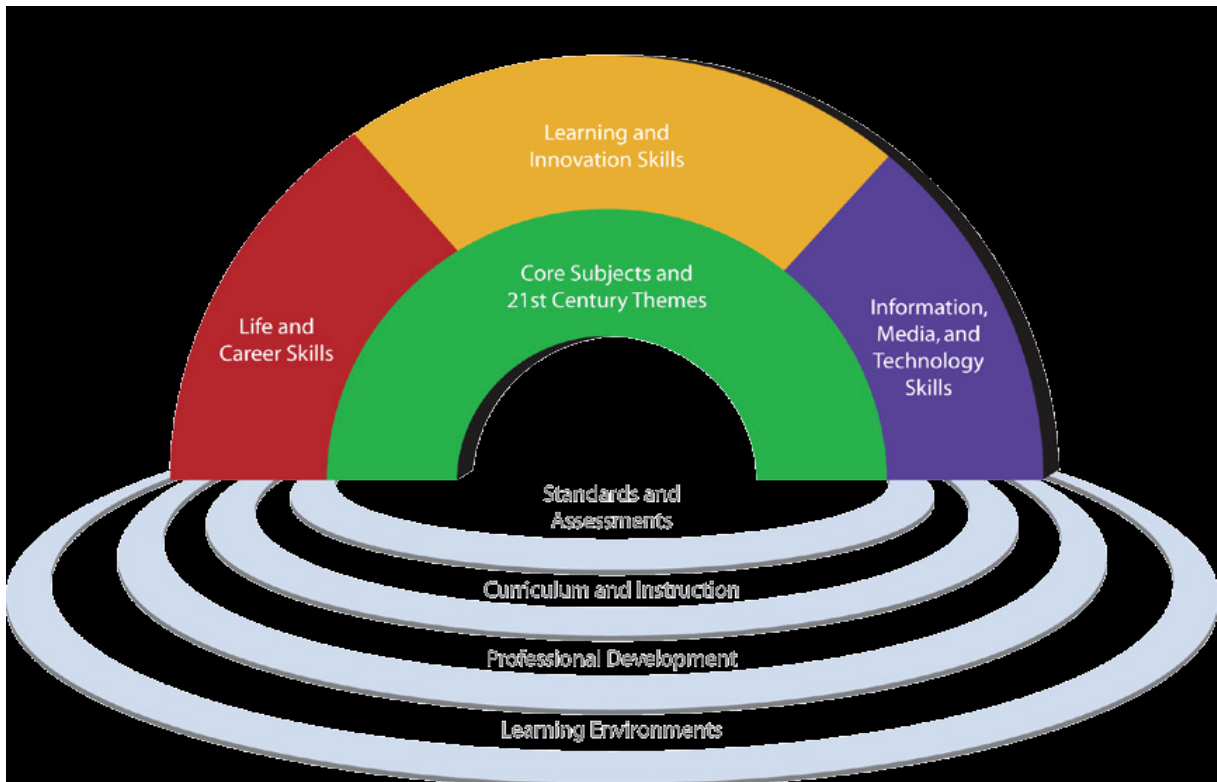 Learning and
Innovation Skills
Core Subjects and
21st Century Themes
Life and
Career Skills
Information,
Media, and
Technology
Skills
Standards and
Assessments
Curriculum and Instruction
Professional Development
Learning Environments